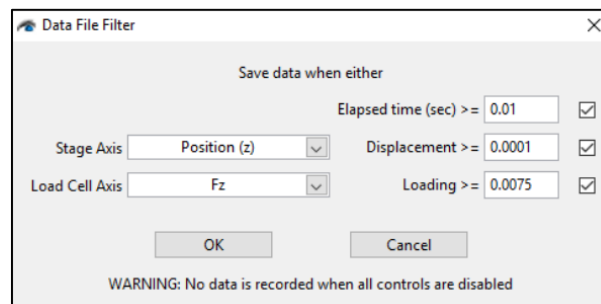 Data File Filter
Save data when either
Elapsed time (sec) >= 0.01
Stage Axis Position (z) Displacement >= 0.0001
Load Cell Axis Fz Loading >= 0.0075
OK Cancel
WARNING: No data is recorded when all controls are disabled